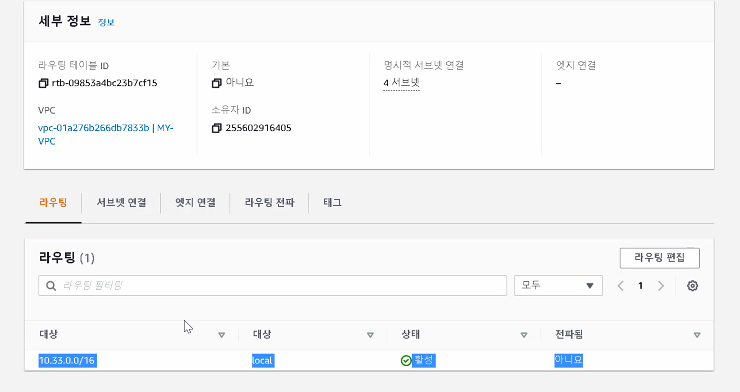 세부 정보 정보
라우팅 테이블 ID
rtb-09853a4bc23b7cf15
기본
아니요
명시적 서브넷 연결
4 서브넷
엣지 연결
–
VPC
vpc-01a276b266db7833b | MY-
VPC
소유자 ID
255602916405
라우팅 서브넷 연결 엣지 연결 라우팅 전파 태그
라우팅 (1)
라우팅 편집
라우팅 필터링
모두
1
대상 대상 상태 전파됨
10.33.0.0/16 local 활성 아니요